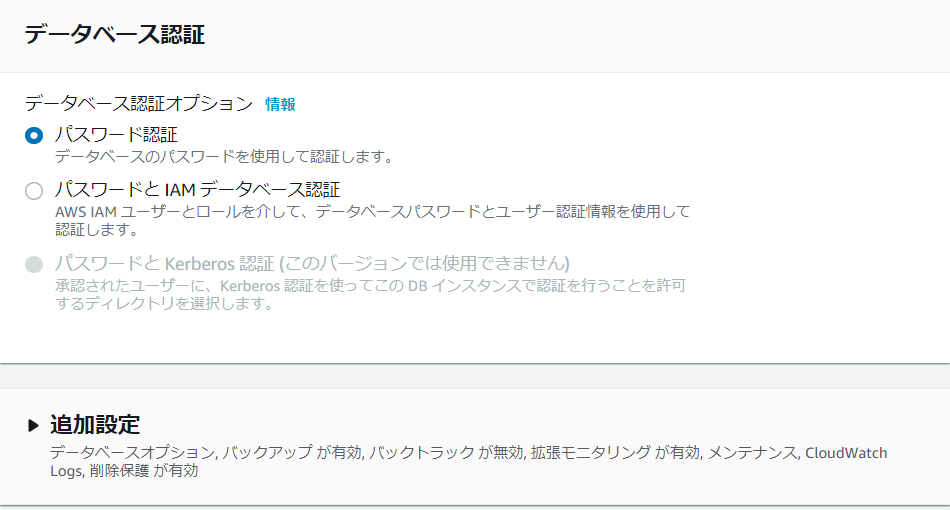 データベース認証
データベース認証オプション 情報
パスワード認証
データベースのパスワードを使用して認証します。
パスワードと IAM データベース認証
AWS IAM ユーザーとロールを介して、データベースパスワードとユーザー認証情報を使用して
認証します。
パスワードと Kerberos 認証 (このバージョンでは使用できません)
承認されたユーザーに、Kerberos 認証を使ってこの DB インスタンスで認証を行うことを許可
するディレクトリを選択します。
追加設定
データベースオプション, バックアップ が有効, バックトラック が無効, 拡張モニタリング が有効, メンテナンス, CloudWatch
Logs, 削除保護 が有効